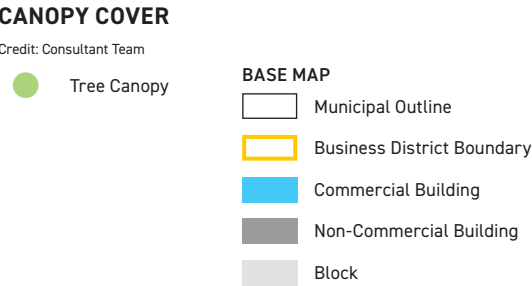 CANOPY COVER
Credit: Consultant Team
Tree Canopy
BASE MAP
Municipal Outline
Business District Boundary
Commercial Building
Non-Commercial Building
Block